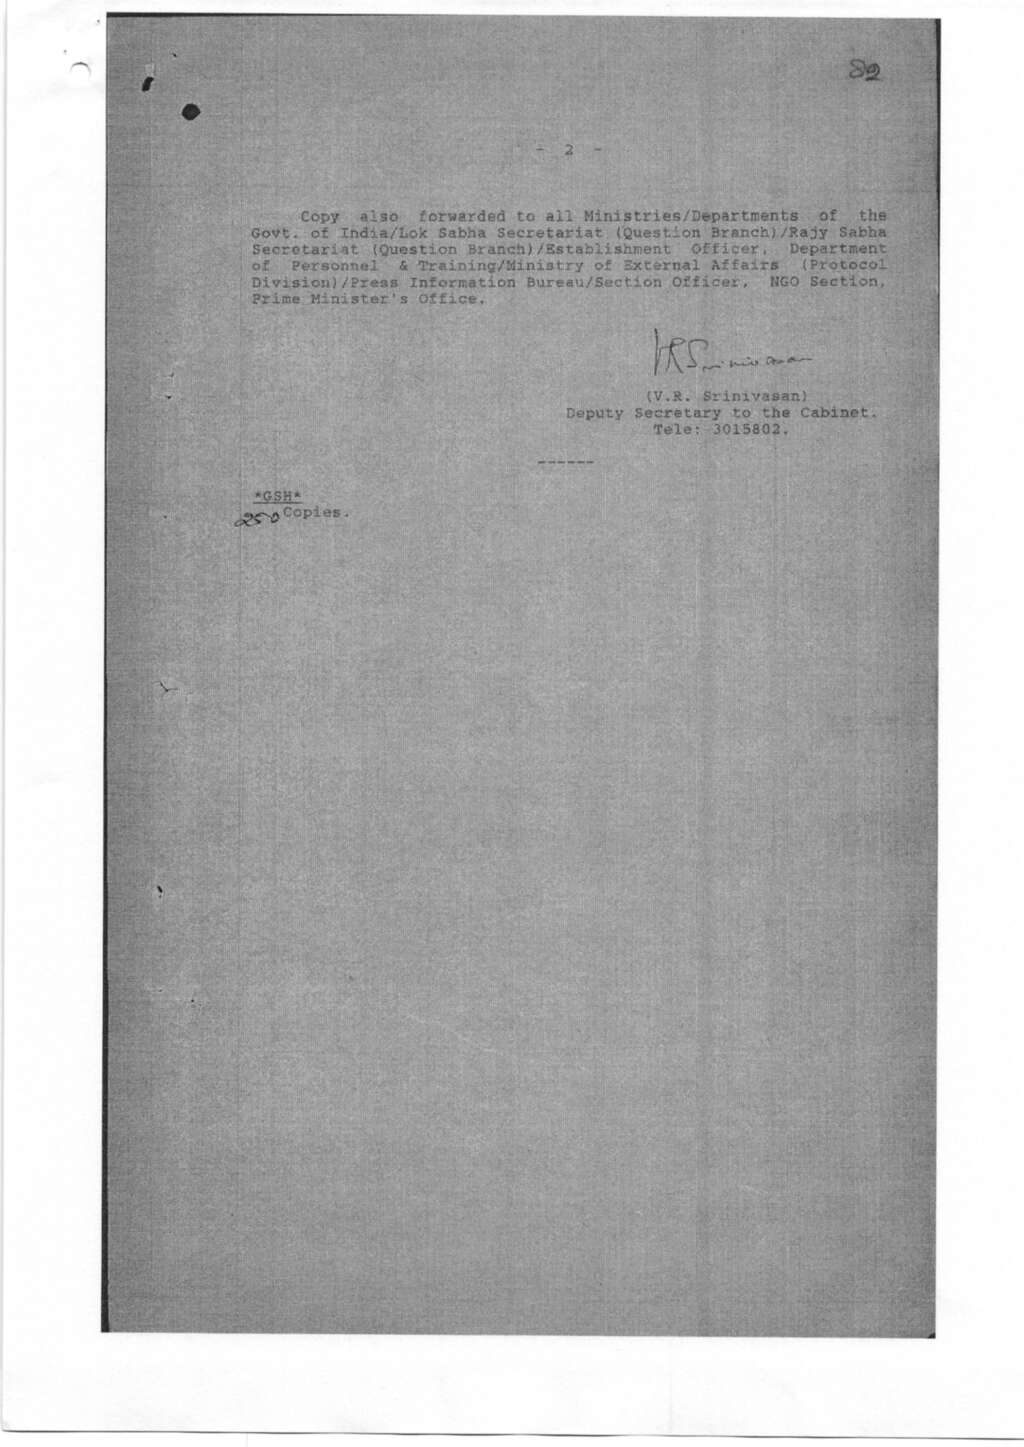 82
- 2 -
Copy also forwarded to all Ministries/Departments of the
Govt. of India/Lok Sabha Secretariat (Question Branch)/Rajy Sabha
Secretariat (Question Branch)/Establishment Officer, Department
of Personnel & Training/Ministry of External Affairs (Protocol
Division)/Press Information Bureau/Section Officer, NGO Section,
Prime Minister's Office.
VRSrinivasan
(V.R. Srinivasan)
Deputy Secretary to the Cabinet.
Tele: 3015802.
------
*GSH*
250 Copies.